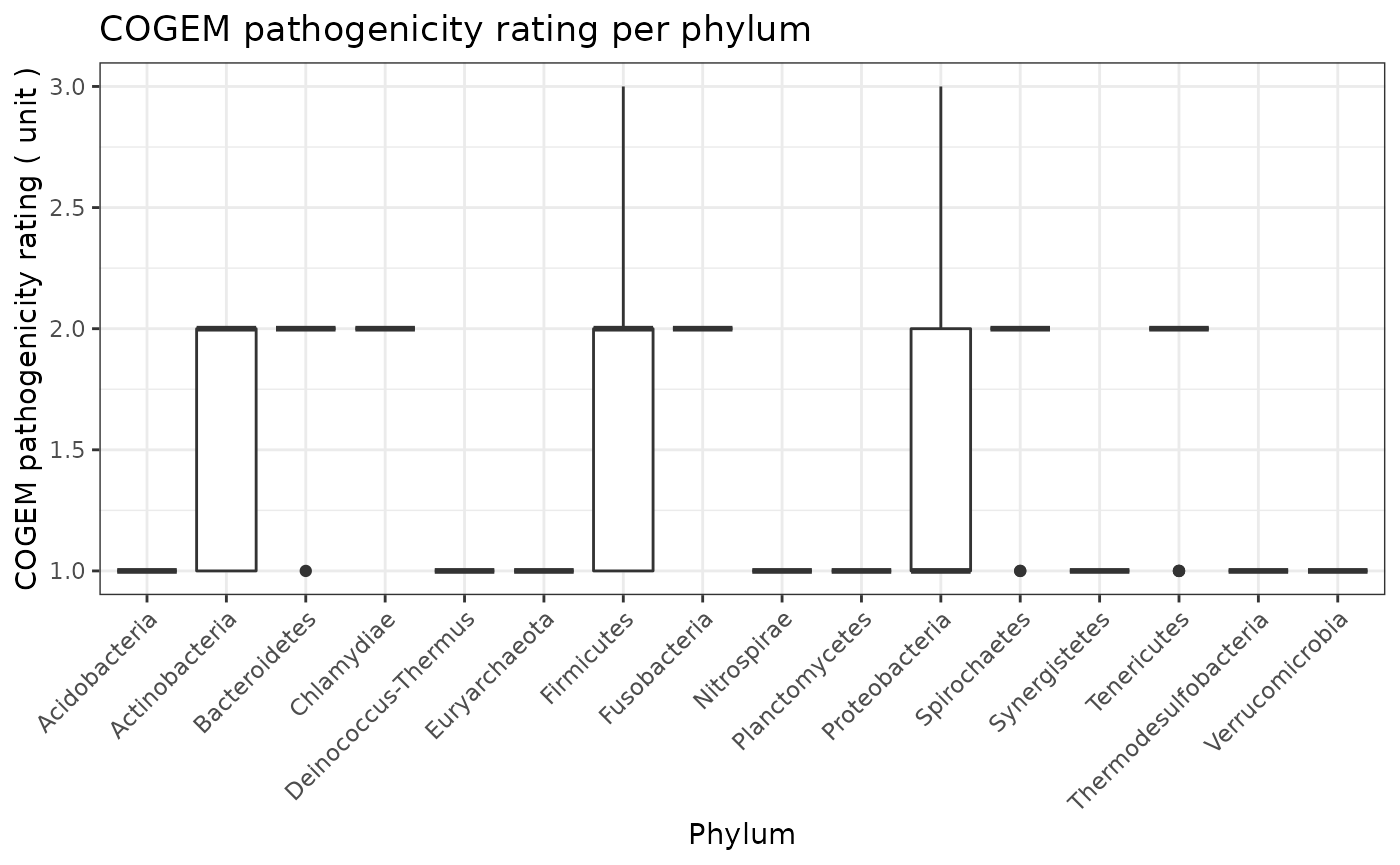 COGEM pathogenicity rating per phylum
COGEM pathogenicity rating ( unit )
3.0
2.5
2.0
1.5
1.0
Acidobacteria
Actinobacteria
Bacteroidetes
Chlamydiae
Deinococcus-Thermus
Euryarchaeota
Firmicutes
Fusobacteria
Nitrospirae
Planctomycetes
Proteobacteria
Spirochaetes
Synergistetes
Tenericutes
Thermodesulfobacteria
Verrucomicrobia
Phylum